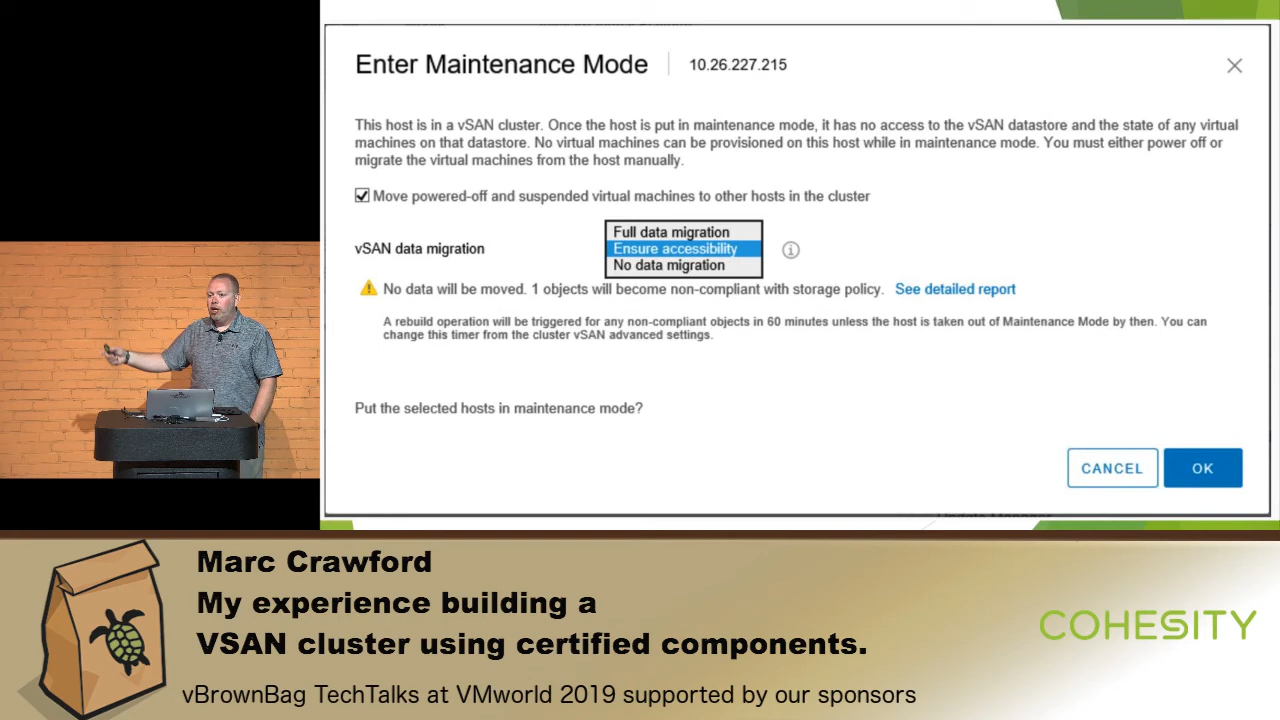 Enter Maintenance Mode
10.26.227.215
This host is in a vSAN cluster. Once the host is put in maintenance mode, it has no access to the vSAN datastore and the state of any virtual
machines on that datastore. No virtual machines can be provisioned on this host while in maintenance mode. You must either power off or
migrate the virtual machines from the host manually.
Move powered-off and suspended virtual machines to other hosts in the cluster
Full data migration
vSAN data migration
Ensure accessibility
No data migration
No data will be moved. 1 objects will become non-compliant with storage policy. See detailed report
A rebuild operation will be triggered for any non-compliant objects in 60 minutes unless the host is taken out of Maintenance Mode by then. You can
change this timer from the cluster vSAN advanced settings.
Put the selected hosts in maintenance mode?
CANCEL
OK
Marc Crawford
My experience building a
VSAN cluster using certified components.
COHESITY
vBrownBag TechTalks at VMworld 2019 supported by our sponsors